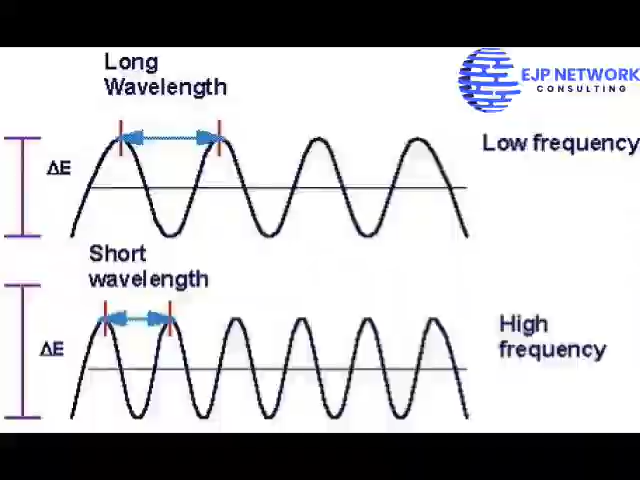 Long
Wavelength
EJP NETWORK
CONSULTING
Low frequency
ΔE
Short
wavelength
ΔE
High
frequency